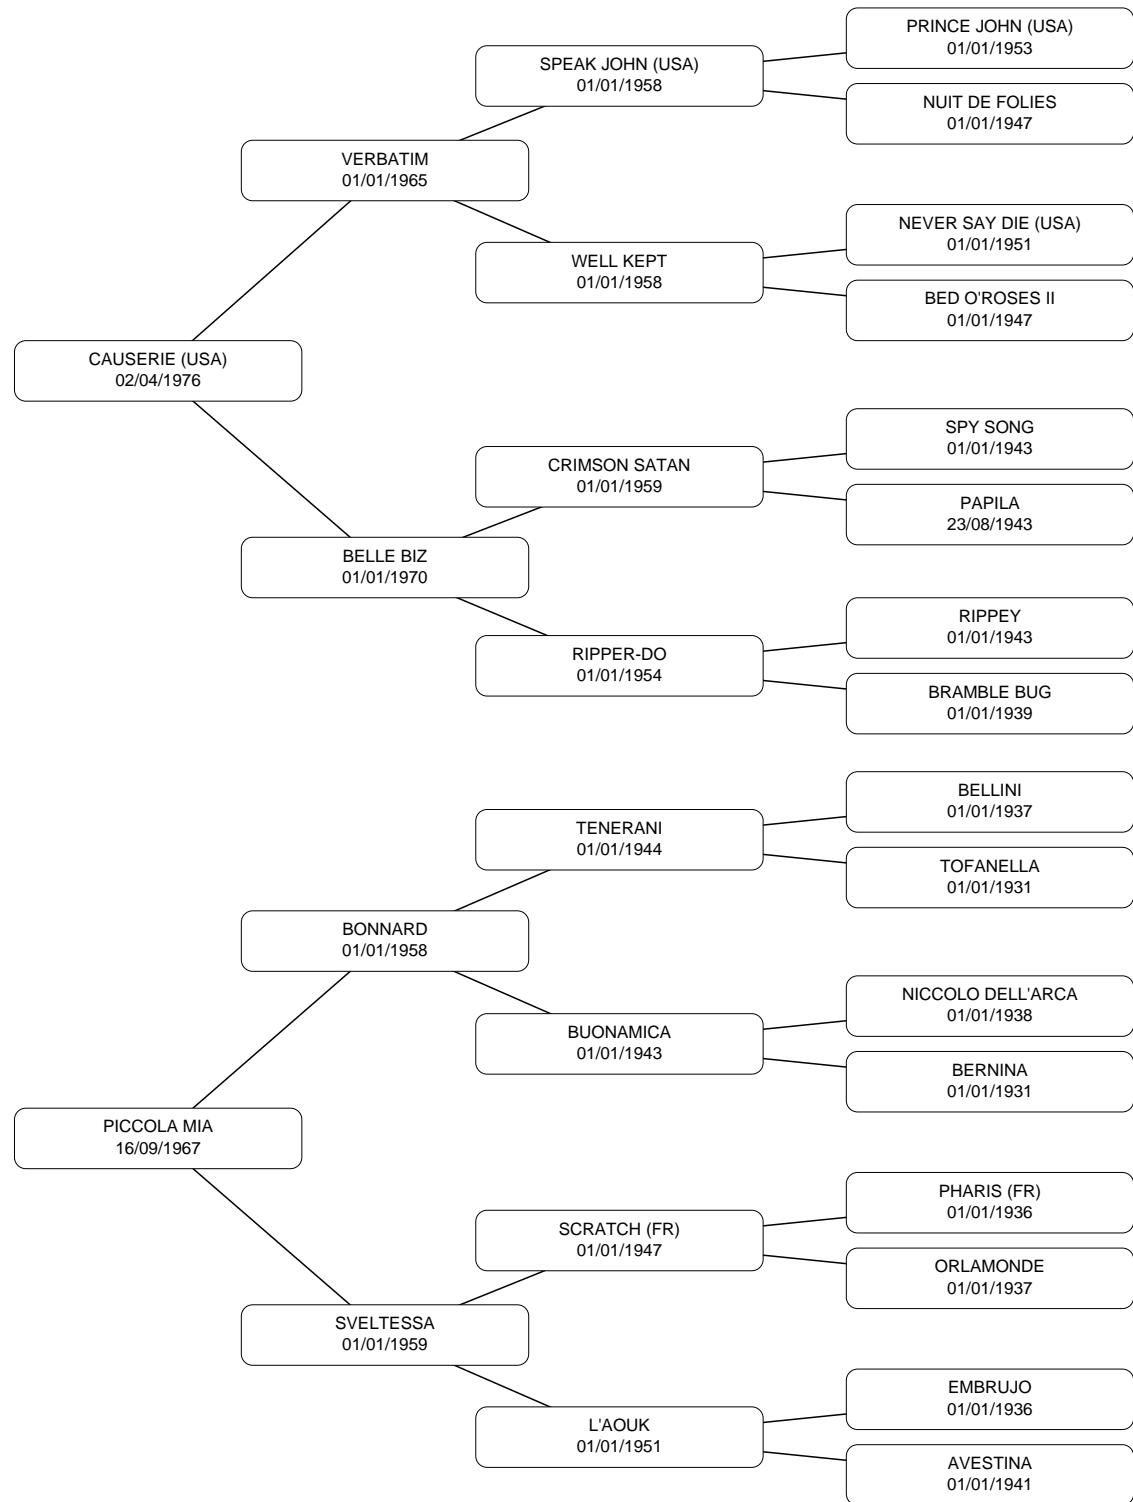 PRINCE JOHN (USA)
01/01/1953
SPEAK JOHN (USA)
01/01/1958
NUIT DE FOLIES
01/01/1947
VERBATIM
01/01/1965
NEVER SAY DIE (USA)
01/01/1951
WELL KEPT
01/01/1958
BED O'ROSES II
01/01/1947
CAUSERIE (USA)
02/04/1976
SPY SONG
01/01/1943
CRIMSON SATAN
01/01/1959
PAPILA
23/08/1943
BELLE BIZ
01/01/1970
RIPPEY
01/01/1943
RIPPER-DO
01/01/1954
BRAMBLE BUG
01/01/1939
BELLINI
01/01/1937
TENERANI
01/01/1944
TOFANELLA
01/01/1931
BONNARD
01/01/1958
NICCOLO DELL'ARCA
01/01/1938
BUONAMICA
01/01/1943
BERNINA
01/01/1931
PICCOLA MIA
16/09/1967
PHARIS (FR)
01/01/1936
SCRATCH (FR)
01/01/1947
ORLAMONDE
01/01/1937
SVELTESSA
01/01/1959
EMBRUJO
01/01/1936
L'AOUK
01/01/1951
AVESTINA
01/01/1941